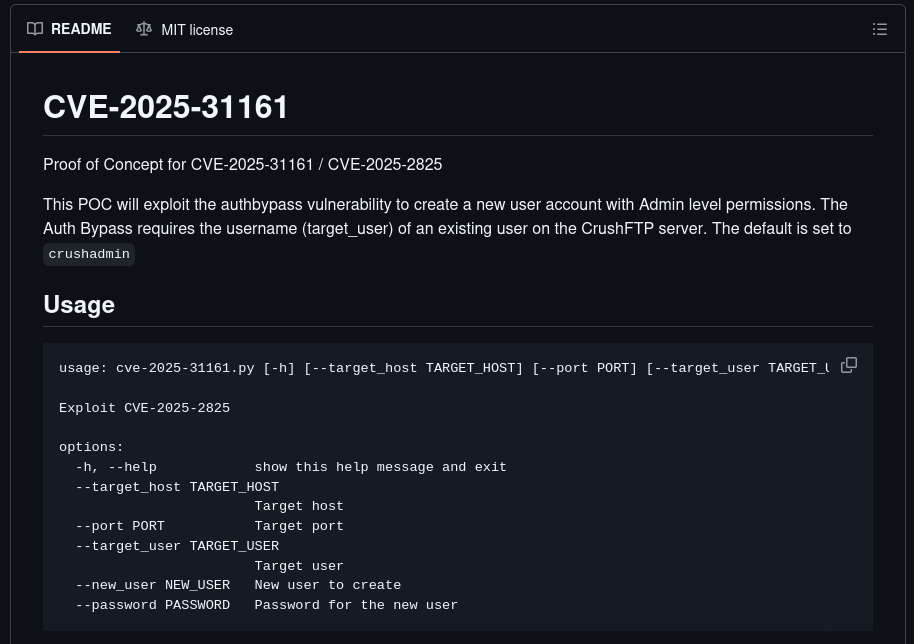 README MIT license
CVE-2025-31161
Proof of Concept for CVE-2025-31161 / CVE-2025-2825
This POC will exploit the authbypass vulnerability to create a new user account with Admin level permissions. The
Auth Bypass requires the username (target_user) of an existing user on the CrushFTP server. The default is set to
crushadmin
Usage
usage: cve-2025-31161.py [-h] [--target_host TARGET_HOST] [--port PORT] [--target_user TARGET_U
Exploit CVE-2025-2825
options:
  -h, --help            show this help message and exit
  --target_host TARGET_HOST
                        Target host
  --port PORT           Target port
  --target_user TARGET_USER
                        Target user
  --new_user NEW_USER   New user to create
  --password PASSWORD   Password for the new user